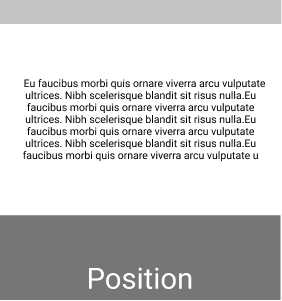 Eu faucibus morbi quis ornare viverra arcu vulputate
ultrices. Nibh scelerisque blandit sit risus nulla.Eu
faucibus morbi quis ornare viverra arcu vulputate
ultrices. Nibh scelerisque blandit sit risus nulla.Eu
faucibus morbi quis ornare viverra arcu vulputate
ultrices. Nibh scelerisque blandit sit risus nulla.Eu
faucibus morbi quis ornare viverra arcu vulputate u
Position